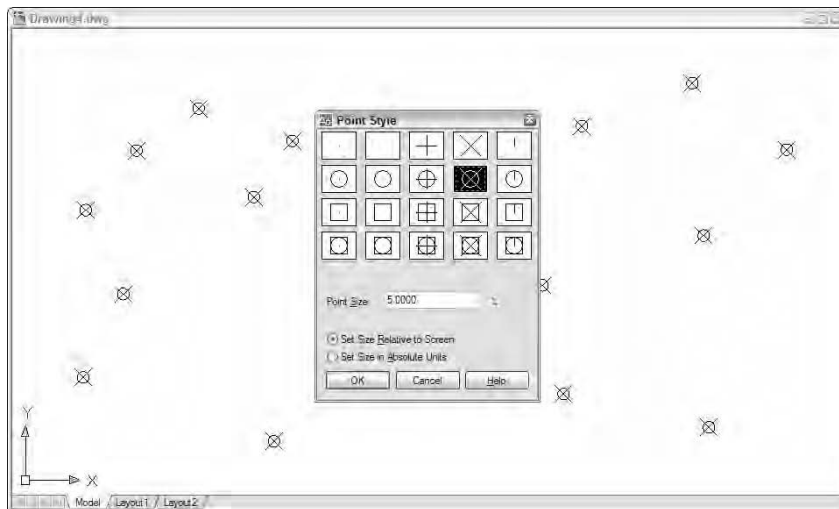 Drawing4.dwg
Point Style
Point Size: 5.0000 %
Set Size Relative to Screen
Set Size in Absolute Units
OK Cancel Help
Y
X
Model Layout1 Layout2